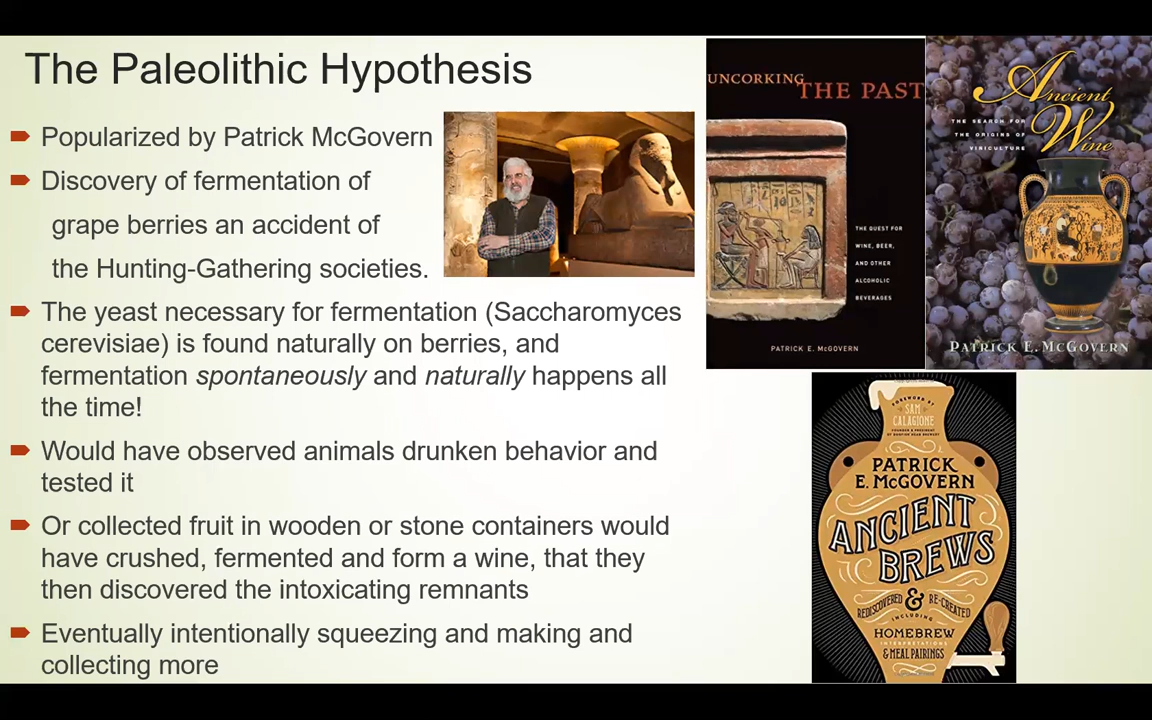 The Paleolithic Hypothesis
Popularized by Patrick McGovern
Discovery of fermentation of
grape berries an accident of
the Hunting-Gathering societies.
The yeast necessary for fermentation (Saccharomyces
cerevisiae) is found naturally on berries, and
fermentation spontaneously and naturally happens all
the time!
Would have observed animals drunken behavior and
tested it
Or collected fruit in wooden or stone containers would
have crushed, fermented and form a wine, that they
then discovered the intoxicating remnants
Eventually intentionally squeezing and making and
collecting more
UNCORKING
THE PAST
THE QUEST FOR
WINE, BEER,
AND OTHER
ALCOHOLIC
BEVERAGES
PATRICK E. McGOVERN
Ancient
Wine
THE SEARCH FOR
THE ORIGINS OF
VINICULTURE
PATRICK E. McGOVERN
FOREWORD BY
SAM
CALAGIONE
PATRICK
E. McGOVERN
ANCIENT
BREWS
REDISCOVERED & RE-CREATED
INCLUDING
HOMEBREW
INTERPRETATIONS
& MEAL PAIRINGS